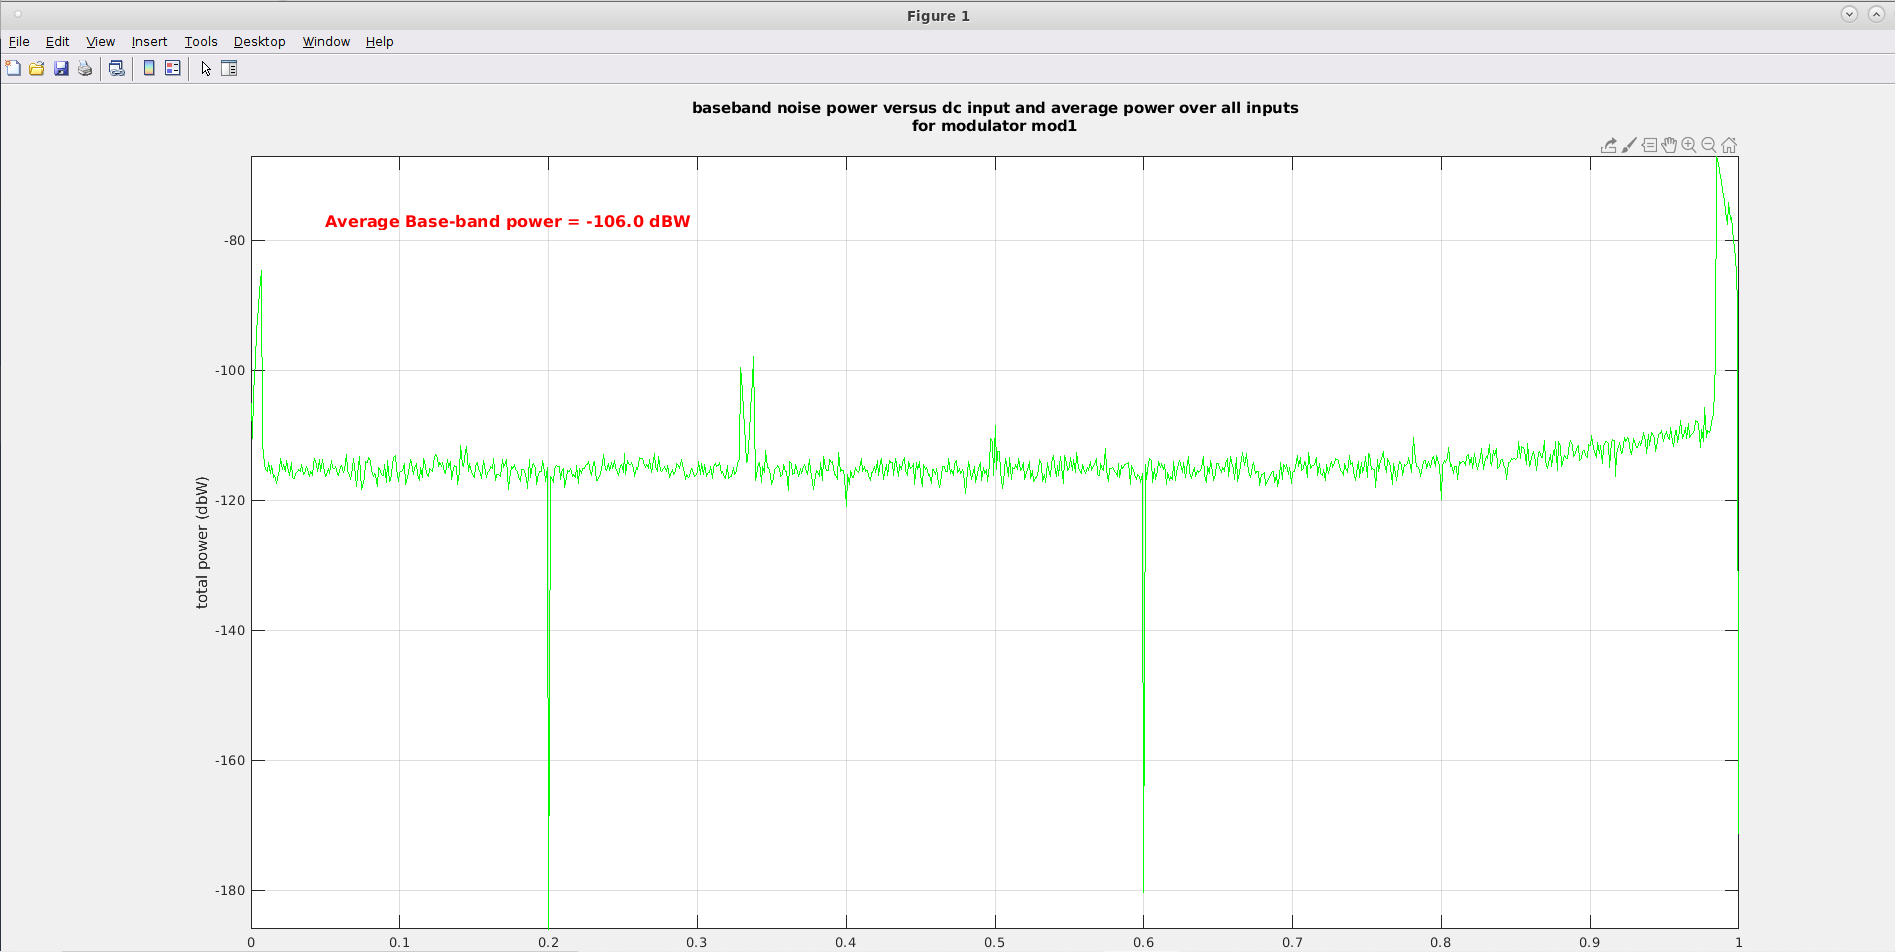 Figure 1
File Edit View Insert Tools Desktop Window Help
baseband noise power versus dc input and average power over all inputs
for modulator mod1
Average Base-band power = -106.0 dBW
total power (dbW)
-80
-100
-120
-140
-160
-180
0 0.1 0.2 0.3 0.4 0.5 0.6 0.7 0.8 0.9 1